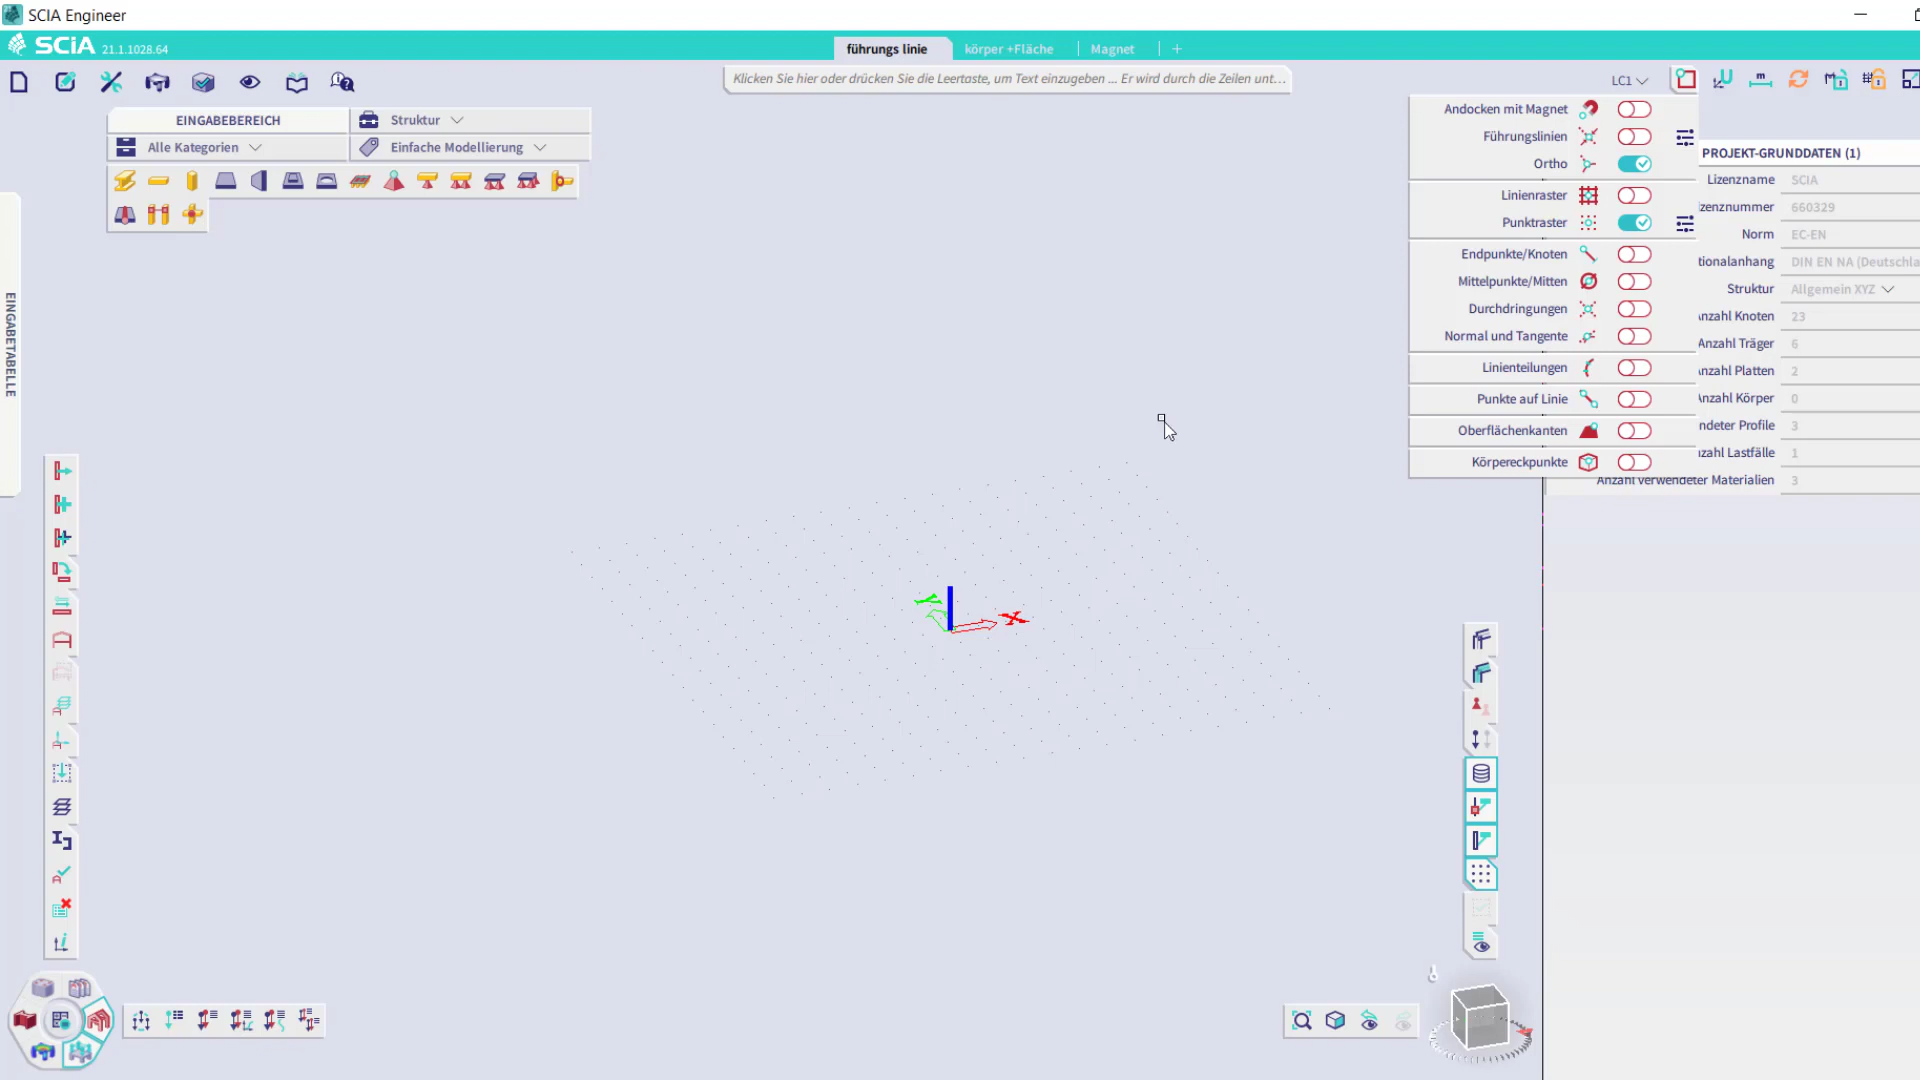 SCIA Engineer
SCIA 21.1.1028.64
führungs linie
körper +Fläche
Magnet
+
Klicken Sie hier oder drücken Sie die Leertaste, um Text einzugeben ... Er wird durch die Zeilen unt...
LC1
EINGABEBEREICH
Struktur
Alle Kategorien
Einfache Modellierung
EINGABETABELLE
Andocken mit Magnet
Führungslinien
Ortho
Linienraster
Punktraster
Endpunkte/Knoten
Mittelpunkte/Mitten
Durchdringungen
Normal und Tangente
Linienteilungen
Punkte auf Linie
Oberflächenkanten
Körpereckpunkte
PROJEKT-GRUNDDATEN (1)
Lizenzname SCIA
zenznummer 660329
Norm EC-EN
tionalanhang DIN EN NA (Deutschla
Struktur Allgemein XYZ
Anzahl Knoten 23
Anzahl Träger 6
Anzahl Platten 2
Anzahl Körper 0
ndeter Profile 3
nzahl Lastfälle 1
Anzahl verwendeter Materialien 3
Y
X